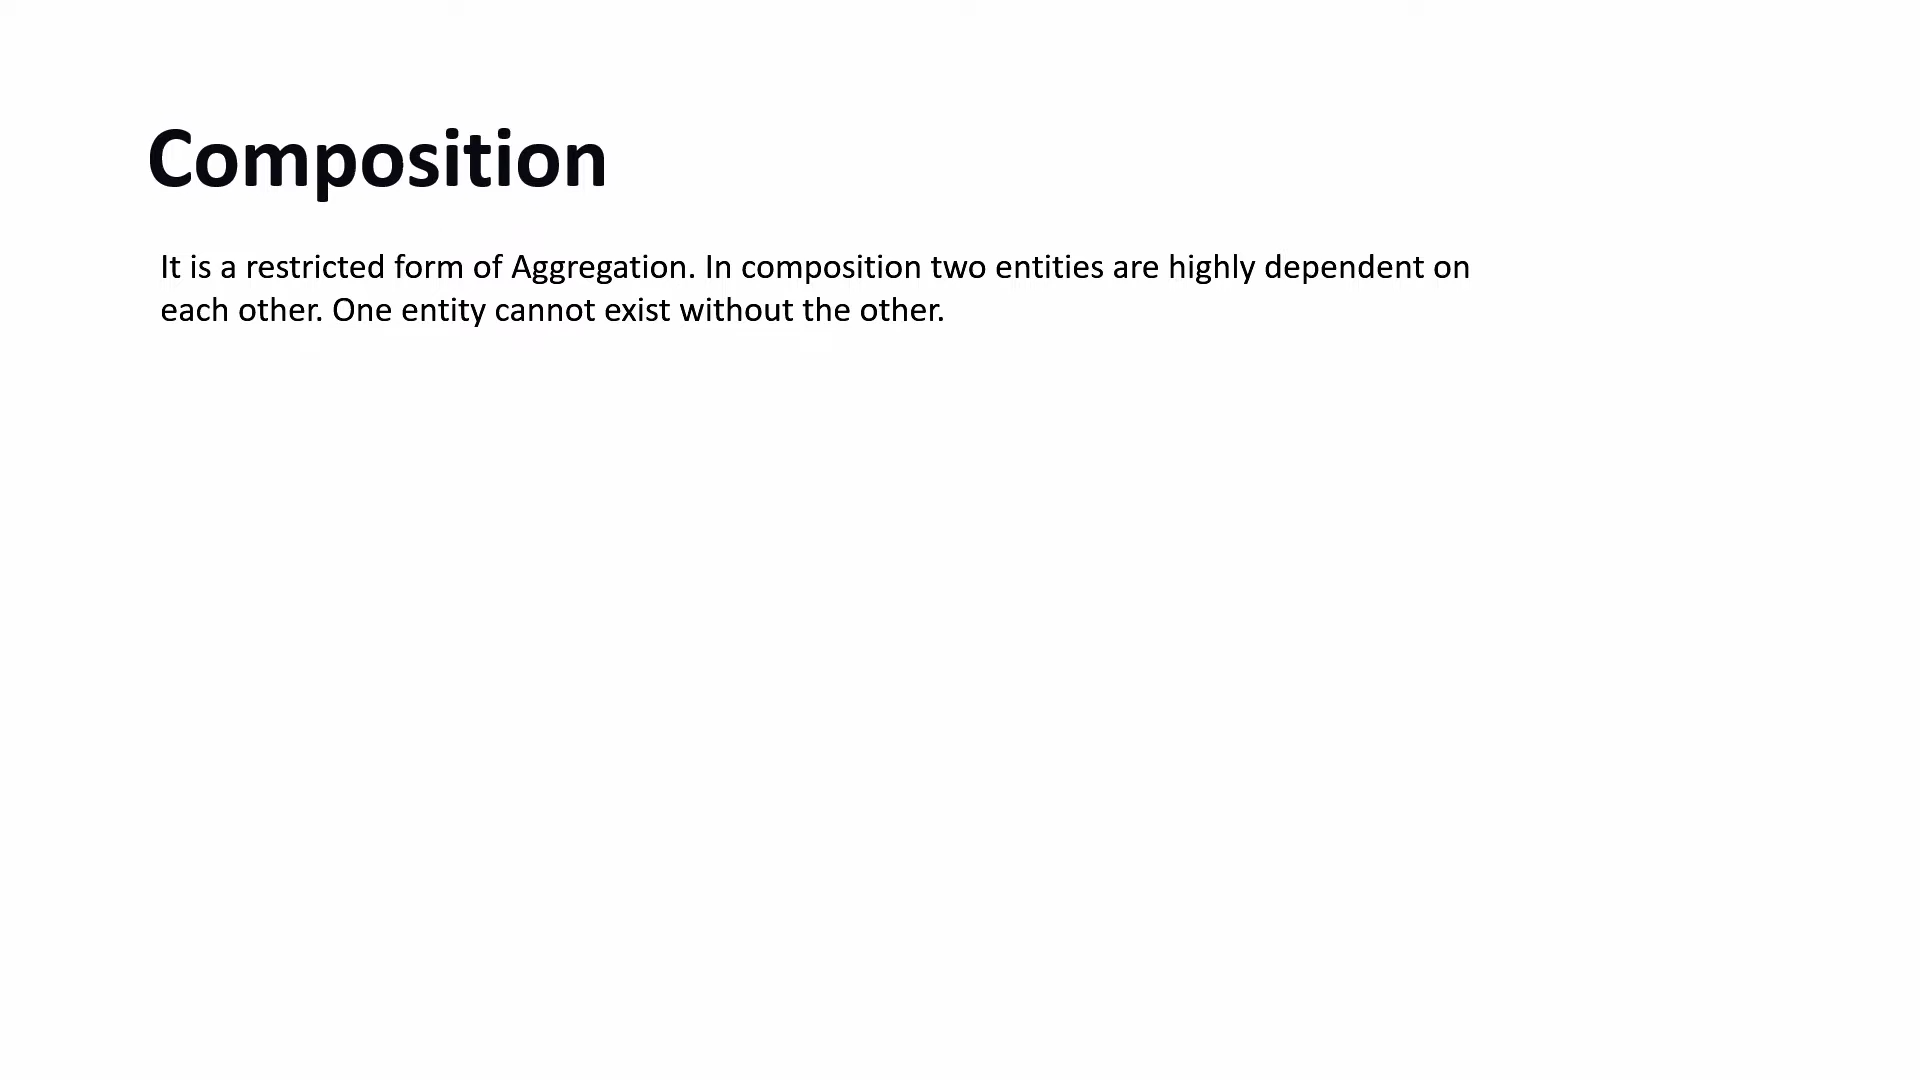 Composition
It is a restricted form of Aggregation. In composition two entities are highly dependent on
each other. One entity cannot exist without the other.